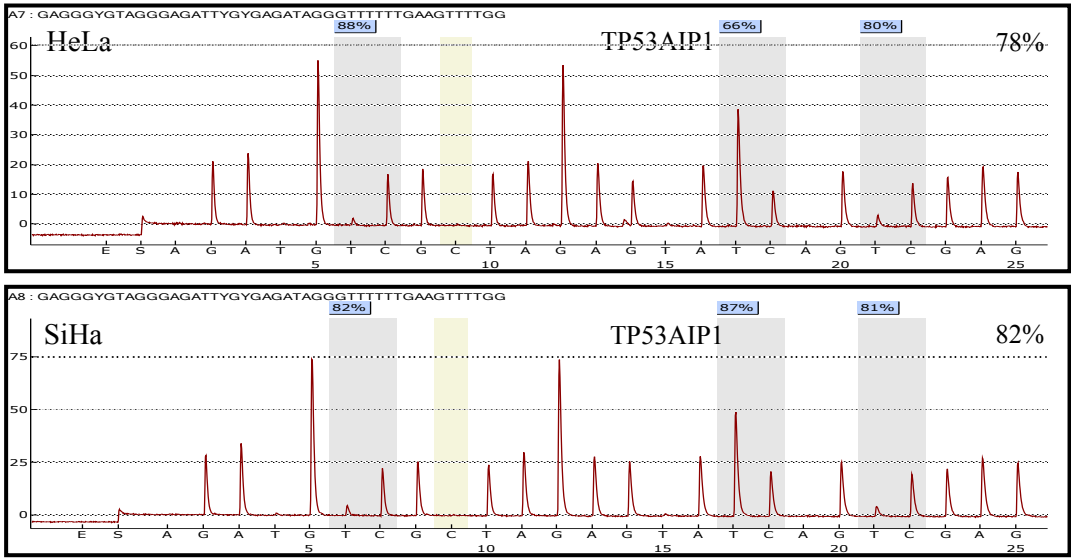 A7: GAGGGYGTAGGGAGATTYGYGAGATAGGGTTTTTTGAAGTTTTGG
88% 66% 80%
HeLa TP53AIP1 78%
60
50
40
30
20
10
0
E S A G A T G T C G C T A G A G T A T C A G T C G A G
5 10 15 20 25
A8: GAGGGYGTAGGGAGATTYGYGAGATAGGGTTTTTTGAAGTTTTGG
82% 87% 81%
SiHa TP53AIP1 82%
75
50
25
0
E S A G A T G T C G C T A G A G T A T C A G T C G A G
5 10 15 20 25